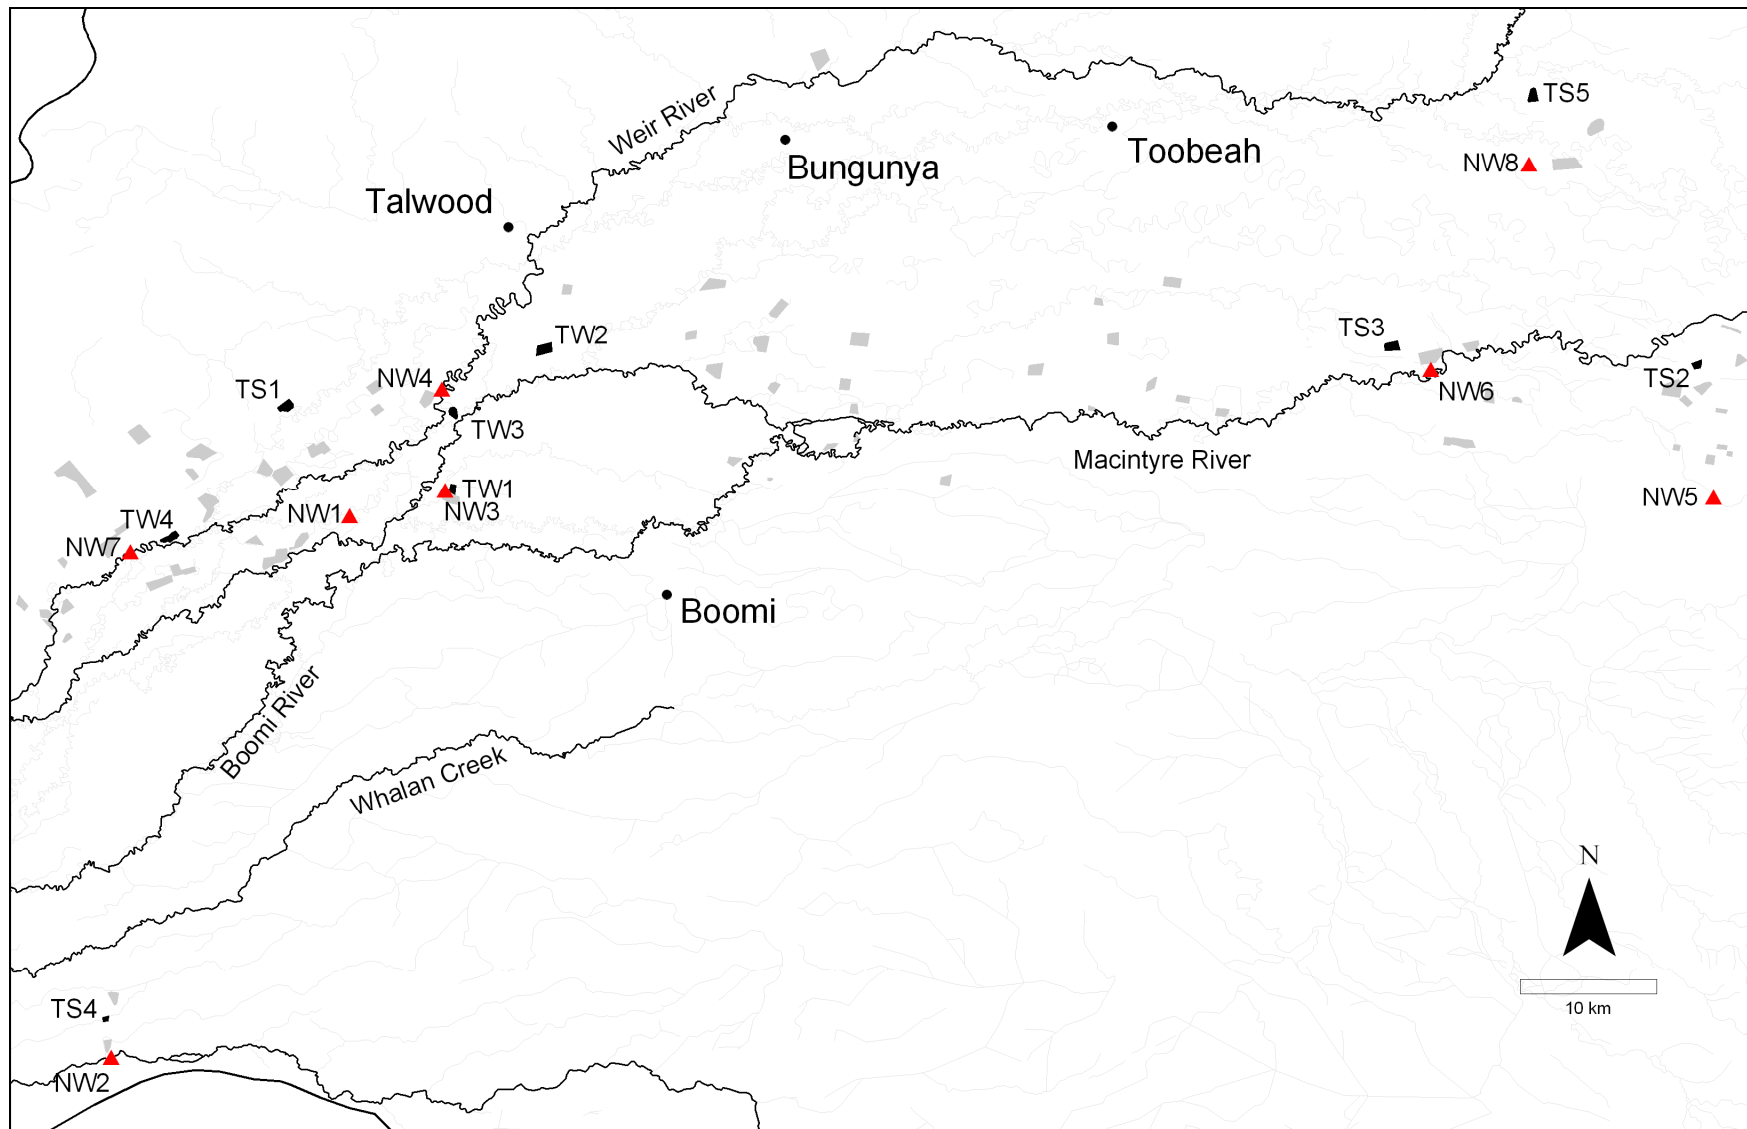 TS5
Weir River
Toobeah
Bungunya
NW8
Talwood
TS3
TW2
NW4
TS1
TS2
NW6
TW3
Macintyre River
TW1
NW5
NW3
NW1
TW4
NW7
Boomi
Boomi River
Whalan Creek
N
TS4
10 km
NW2